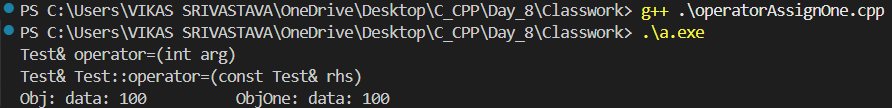 PS C:\Users\VIKAS SRIVASTAVA\OneDrive\Desktop\C_CPP\Day_8\Classwork> g++ .\operatorAssignOne.cpp
PS C:\Users\VIKAS SRIVASTAVA\OneDrive\Desktop\C_CPP\Day_8\Classwork> .\a.exe
Test& operator=(int arg)
Test& Test::operator=(const Test& rhs)
Obj: data: 100          ObjOne: data: 100